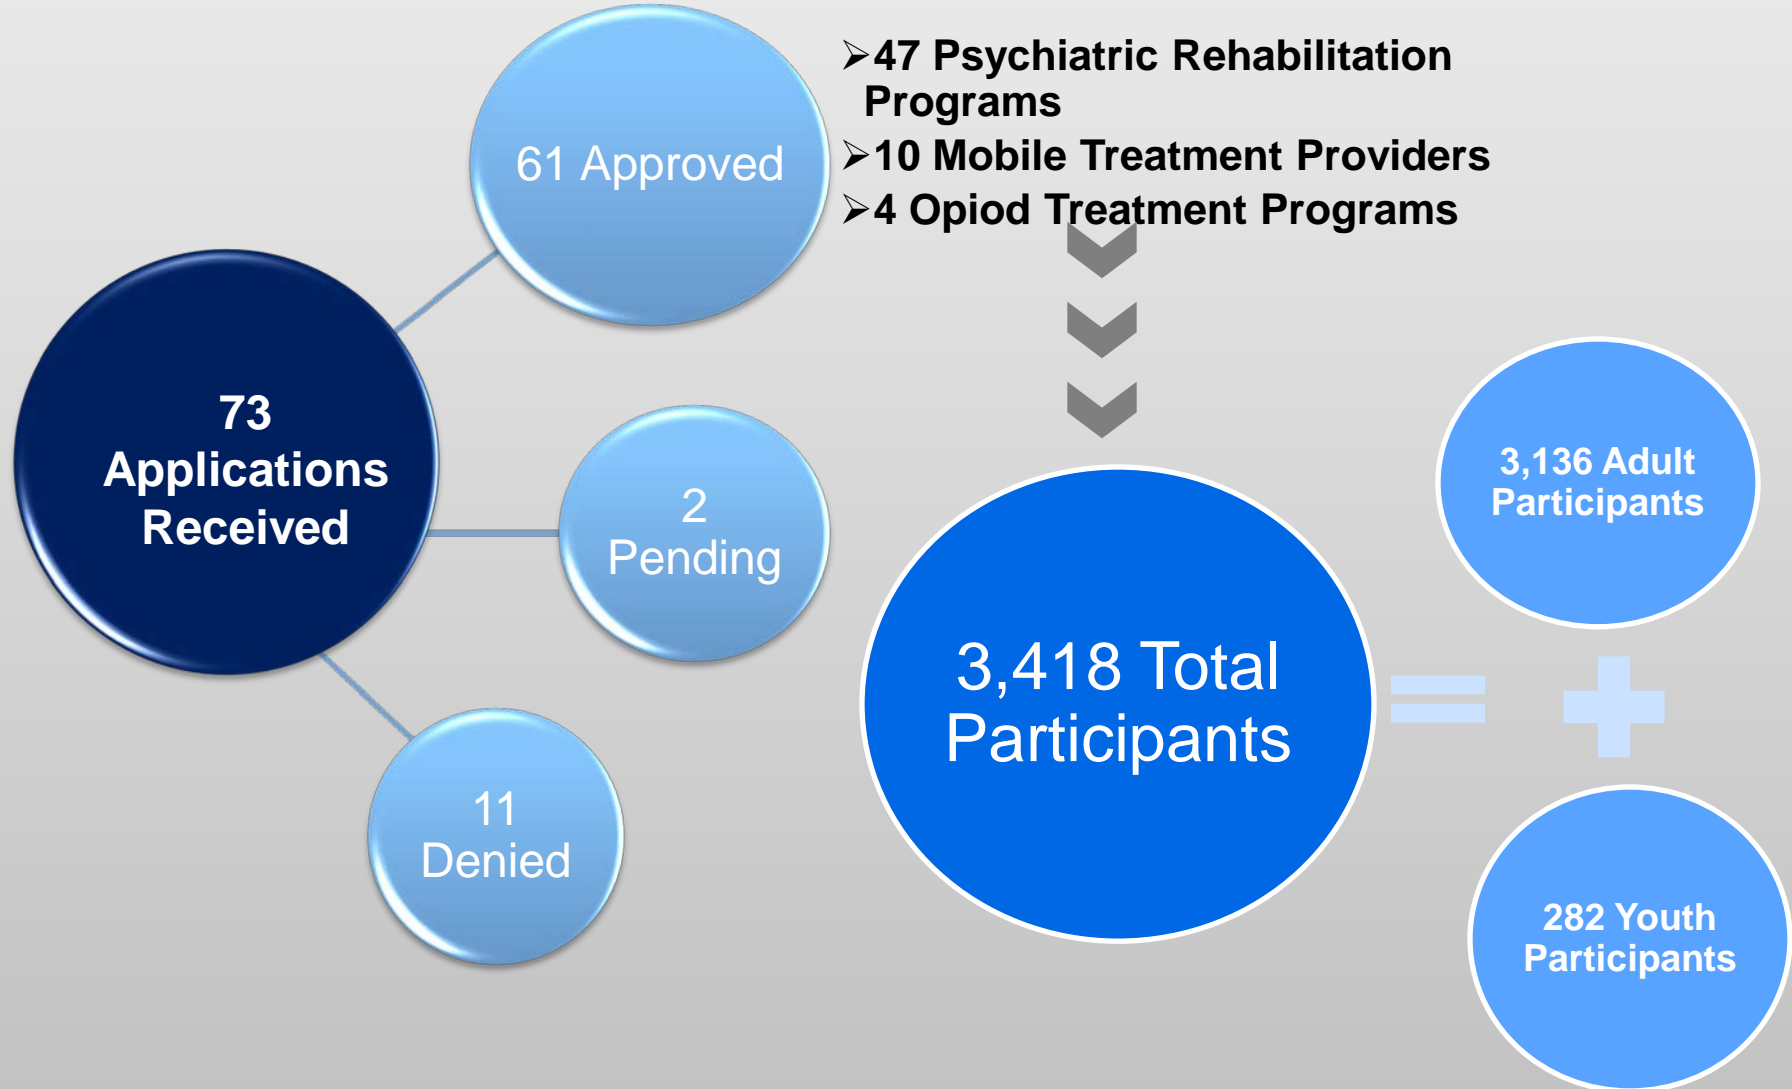 61 Approved
➢47 Psychiatric Rehabilitation
Programs
➢10 Mobile Treatment Providers
➢4 Opiod Treatment Programs
73
Applications
Received
2
Pending
11
Denied
3,418 Total
Participants
=
3,136 Adult
Participants
+
282 Youth
Participants